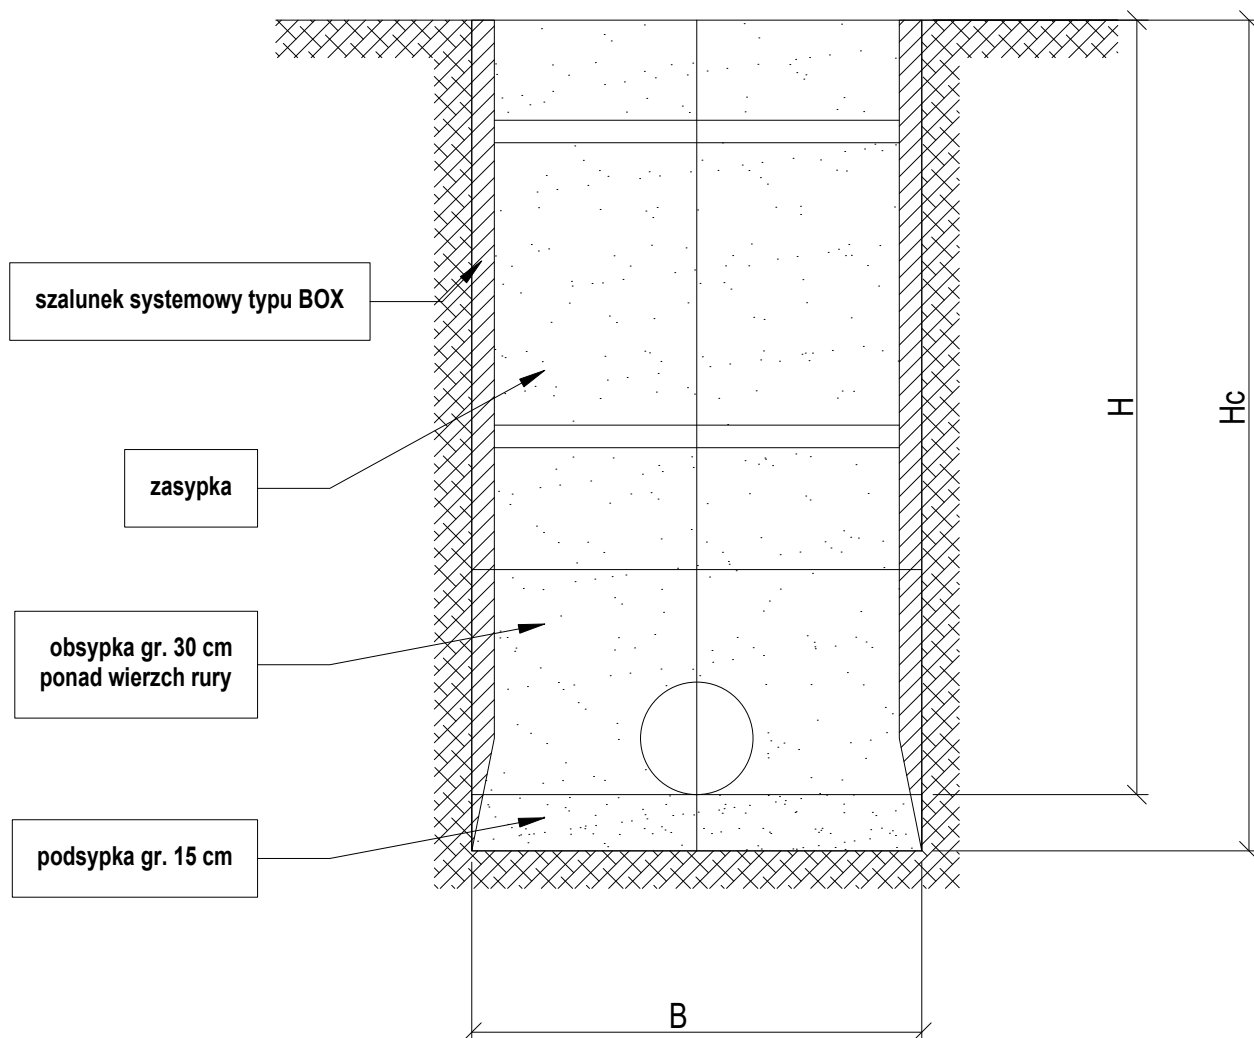 szalunek systemowy typu BOX
zasypka
obsypka gr. 30 cm
ponad wierzch rury
podsypka gr. 15 cm
H
Hc
B